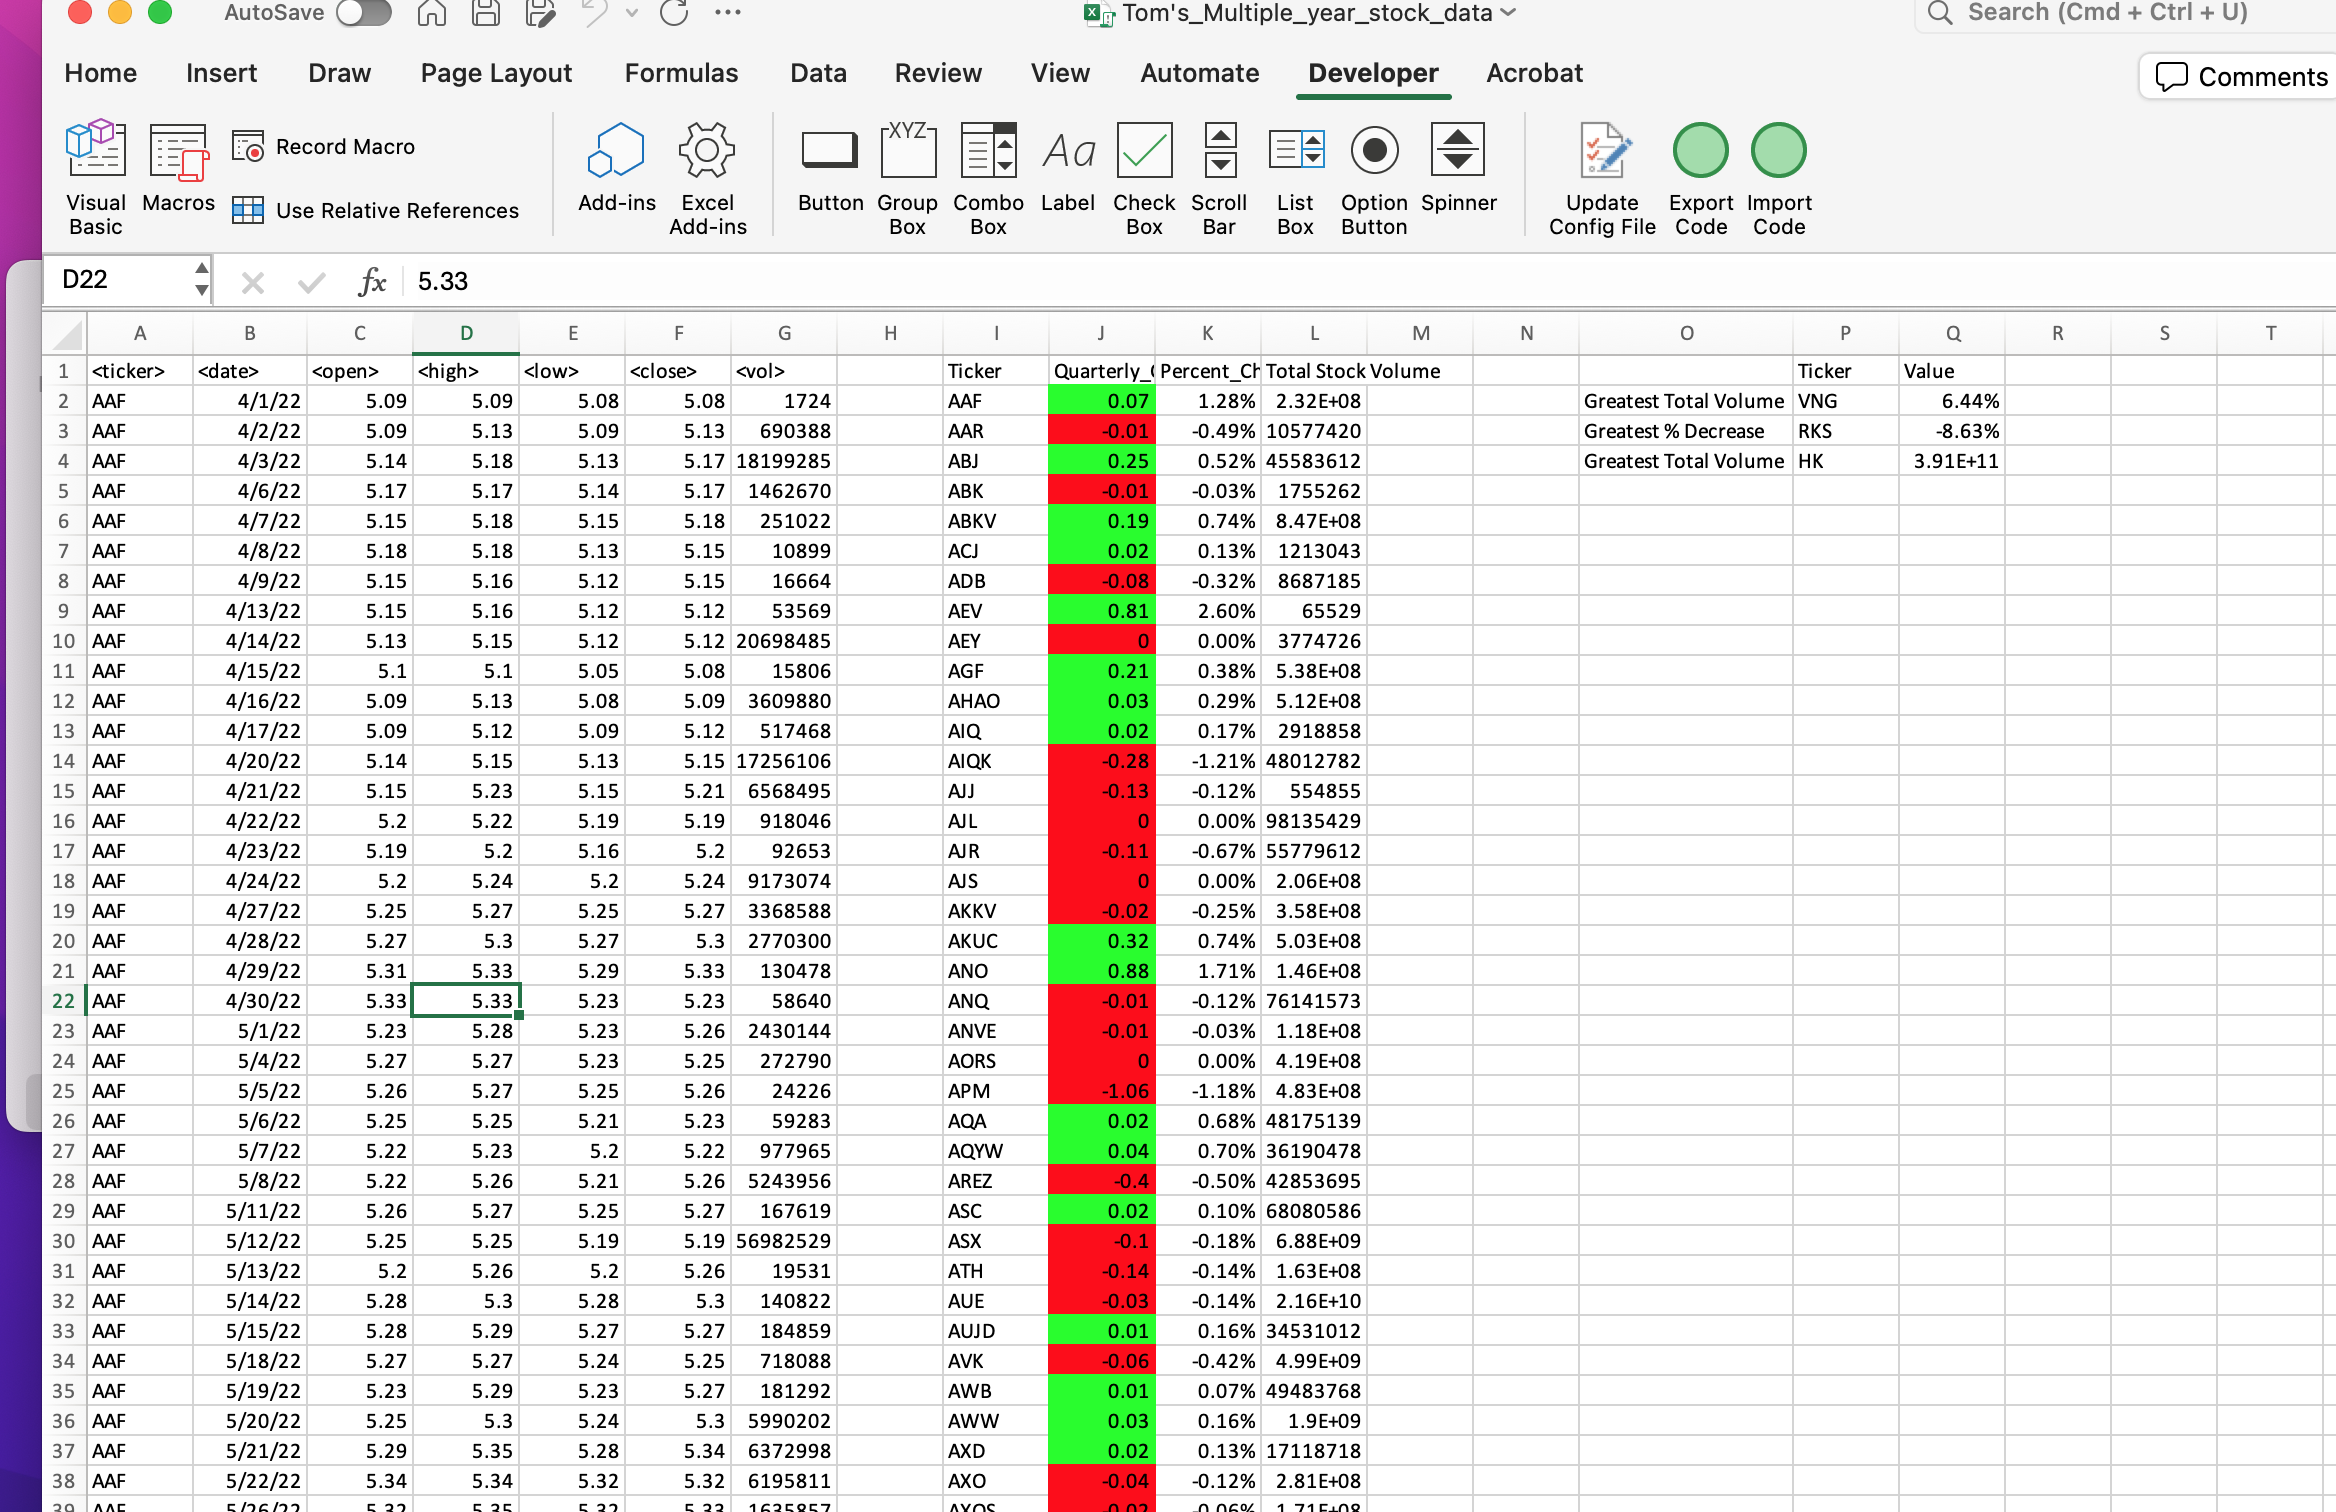 AutoSave
Tom's_Multiple_year_stock_data
Search (Cmd + Ctrl + U)
Home Insert Draw Page Layout Formulas Data Review View Automate Developer Acrobat
Comments
Visual Basic
Macros
Record Macro
Use Relative References
Add-ins
Excel Add-ins
Button
Group Box
XYZ
Combo Box
Aa
Label
Check Box
Scroll Bar
List Box
Option Button
Spinner
Update Config File
Export Code
Import Code
D22 fx 5.33
A B C D E F G H I J K L M N O P Q R S T
1 <ticker> <date> <open> <high> <low> <close> <vol> Ticker Quarterly_ Percent_Ch Total Stock Volume Ticker Value
2 AAF 4/1/22 5.09 5.09 5.08 5.08 1724 AAF 0.07 1.28% 2.32E+08 Greatest Total Volume VNG 6.44%
3 AAF 4/2/22 5.09 5.13 5.09 5.13 690388 AAR -0.01 -0.49% 10577420 Greatest % Decrease RKS -8.63%
4 AAF 4/3/22 5.14 5.18 5.13 5.17 18199285 ABJ 0.25 0.52% 45583612 Greatest Total Volume HK 3.91E+11
5 AAF 4/6/22 5.17 5.17 5.14 5.17 1462670 ABK -0.01 -0.03% 1755262
6 AAF 4/7/22 5.15 5.18 5.15 5.18 251022 ABKV 0.19 0.74% 8.47E+08
7 AAF 4/8/22 5.18 5.18 5.13 5.15 10899 ACJ 0.02 0.13% 1213043
8 AAF 4/9/22 5.15 5.16 5.12 5.15 16664 ADB -0.08 -0.32% 8687185
9 AAF 4/13/22 5.15 5.16 5.12 5.12 53569 AEV 0.81 2.60% 65529
10 AAF 4/14/22 5.13 5.15 5.12 5.12 20698485 AEY 0 0.00% 3774726
11 AAF 4/15/22 5.1 5.1 5.05 5.08 15806 AGF 0.21 0.38% 5.38E+08
12 AAF 4/16/22 5.09 5.13 5.08 5.09 3609880 AHAO 0.03 0.29% 5.12E+08
13 AAF 4/17/22 5.09 5.12 5.09 5.12 517468 AIQ 0.02 0.17% 2918858
14 AAF 4/20/22 5.14 5.15 5.13 5.15 17256106 AIQK -0.28 -1.21% 48012782
15 AAF 4/21/22 5.15 5.23 5.15 5.21 6568495 AJJ -0.13 -0.12% 554855
16 AAF 4/22/22 5.2 5.22 5.19 5.19 918046 AJL 0 0.00% 98135429
17 AAF 4/23/22 5.19 5.2 5.16 5.2 92653 AJR -0.11 -0.67% 55779612
18 AAF 4/24/22 5.2 5.24 5.2 5.24 9173074 AJS 0 0.00% 2.06E+08
19 AAF 4/27/22 5.25 5.27 5.25 5.27 3368588 AKKV -0.02 -0.25% 3.58E+08
20 AAF 4/28/22 5.27 5.3 5.27 5.3 2770300 AKUC 0.32 0.74% 5.03E+08
21 AAF 4/29/22 5.31 5.33 5.29 5.33 130478 ANO 0.88 1.71% 1.46E+08
22 AAF 4/30/22 5.33 5.33 5.23 5.23 58640 ANQ -0.01 -0.12% 76141573
23 AAF 5/1/22 5.23 5.28 5.23 5.26 2430144 ANVE -0.01 -0.03% 1.18E+08
24 AAF 5/4/22 5.27 5.27 5.23 5.25 272790 AORS 0 0.00% 4.19E+08
25 AAF 5/5/22 5.26 5.27 5.25 5.26 24226 APM -1.06 -1.18% 4.83E+08
26 AAF 5/6/22 5.25 5.25 5.21 5.23 59283 AQA 0.02 0.68% 48175139
27 AAF 5/7/22 5.22 5.23 5.2 5.22 977965 AQYW 0.04 0.70% 36190478
28 AAF 5/8/22 5.22 5.26 5.21 5.26 5243956 AREZ -0.4 -0.50% 42853695
29 AAF 5/11/22 5.26 5.27 5.25 5.27 167619 ASC 0.02 0.10% 68080586
30 AAF 5/12/22 5.25 5.25 5.19 5.19 56982529 ASX -0.1 -0.18% 6.88E+09
31 AAF 5/13/22 5.2 5.26 5.2 5.26 19531 ATH -0.14 -0.14% 1.63E+08
32 AAF 5/14/22 5.28 5.3 5.28 5.3 140822 AUE -0.03 -0.14% 2.16E+10
33 AAF 5/15/22 5.28 5.29 5.27 5.27 184859 AUJD 0.01 0.16% 34531012
34 AAF 5/18/22 5.27 5.27 5.24 5.25 718088 AVK -0.06 -0.42% 4.99E+09
35 AAF 5/19/22 5.23 5.29 5.23 5.27 181292 AWB 0.01 0.07% 49483768
36 AAF 5/20/22 5.25 5.3 5.24 5.3 5990202 AWW 0.03 0.16% 1.9E+09
37 AAF 5/21/22 5.29 5.35 5.28 5.34 6372998 AXD 0.02 0.13% 17118718
38 AAF 5/22/22 5.34 5.34 5.32 5.32 6195811 AXO -0.04 -0.12% 2.81E+08
39 AAF 5/26/22 5.32 5.35 5.32 5.33 1635857 AXOS -0.02 -0.06% 1.71E+08